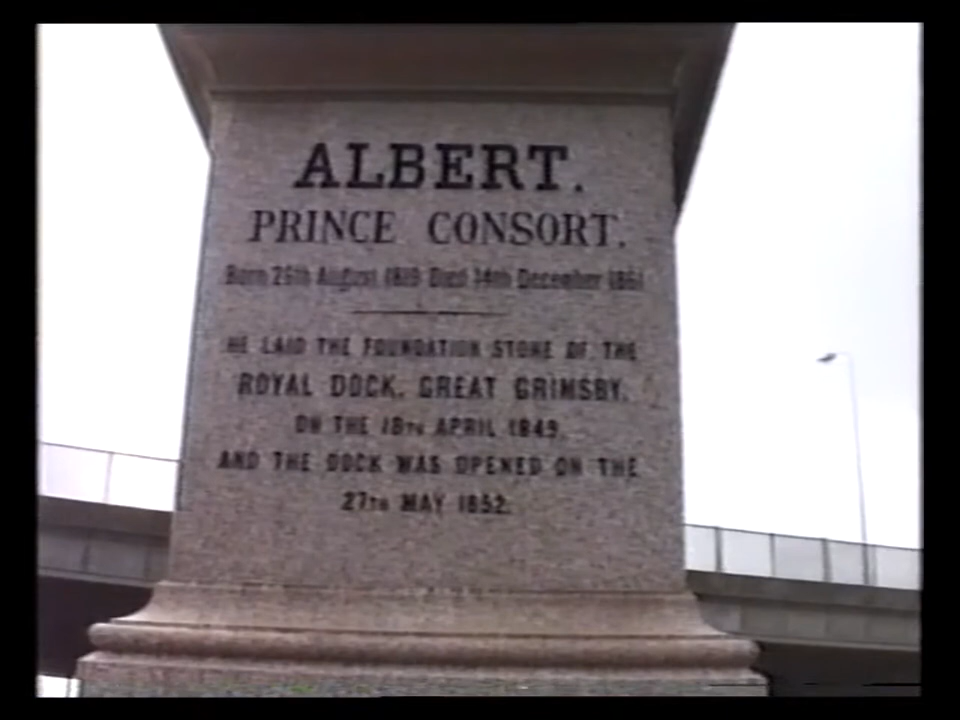 ALBERT.
PRINCE CONSORT.
Born 26th August 1819 Died 14th December 1861
HE LAID THE FOUNDATION STONE OF THE
ROYAL DOCK, GREAT GRIMSBY,
ON THE 18TH APRIL 1849,
AND THE DOCK WAS OPENED ON THE
27TH MAY 1852.